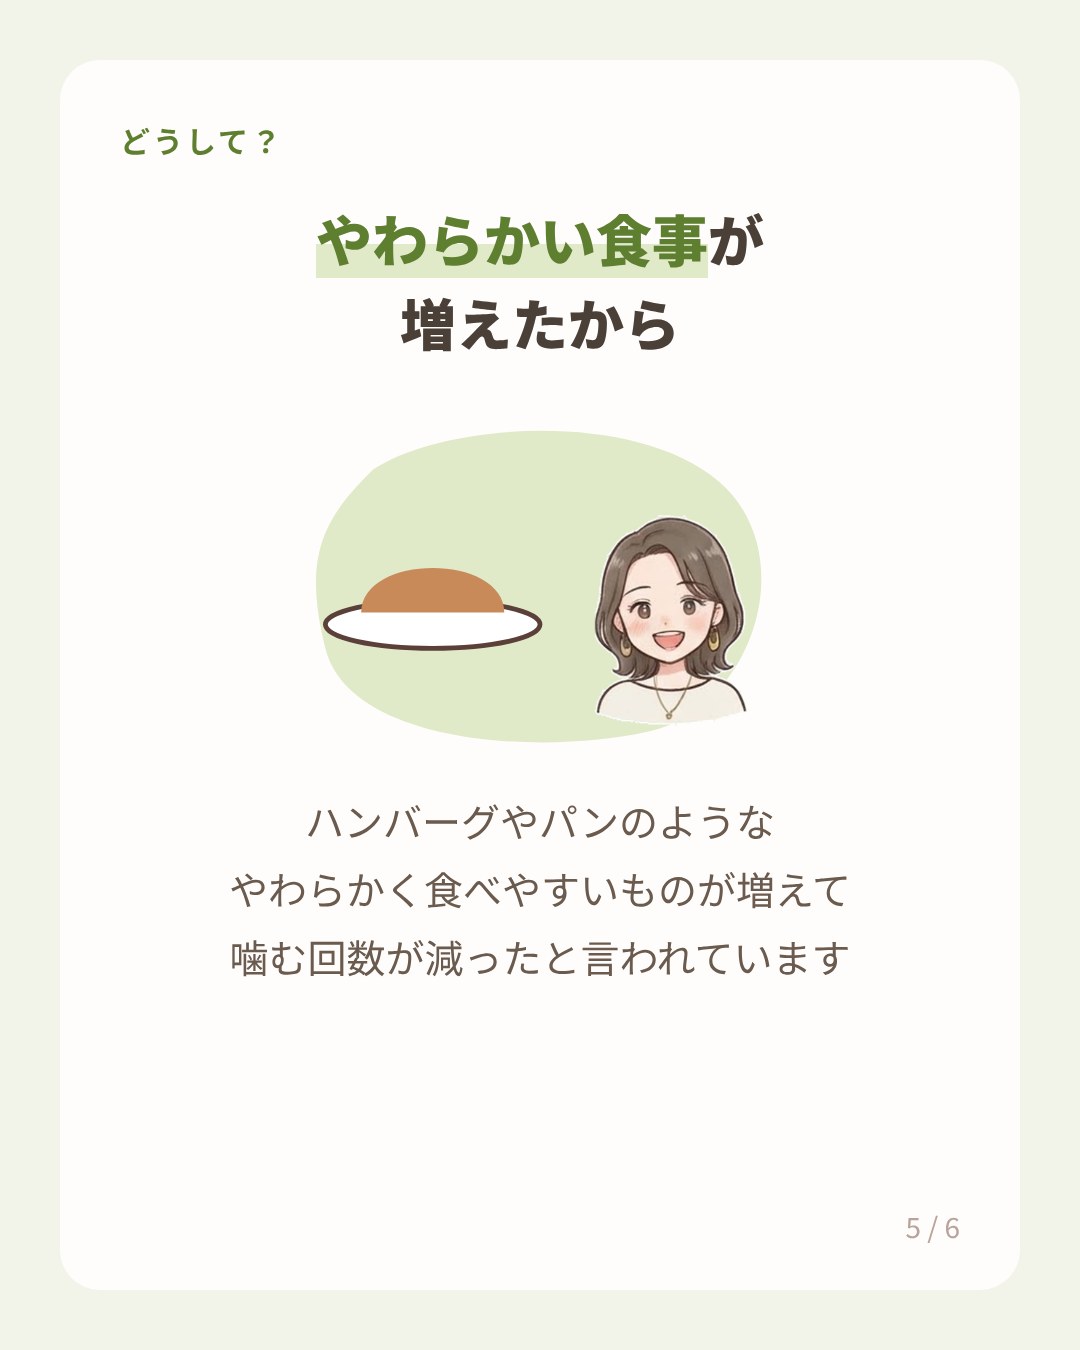 どうして？
やわらかい食事が
増えたから
ハンバーグやパンのような
やわらかく食べやすいものが増えて
噛む回数が減ったと言われています
5 / 6